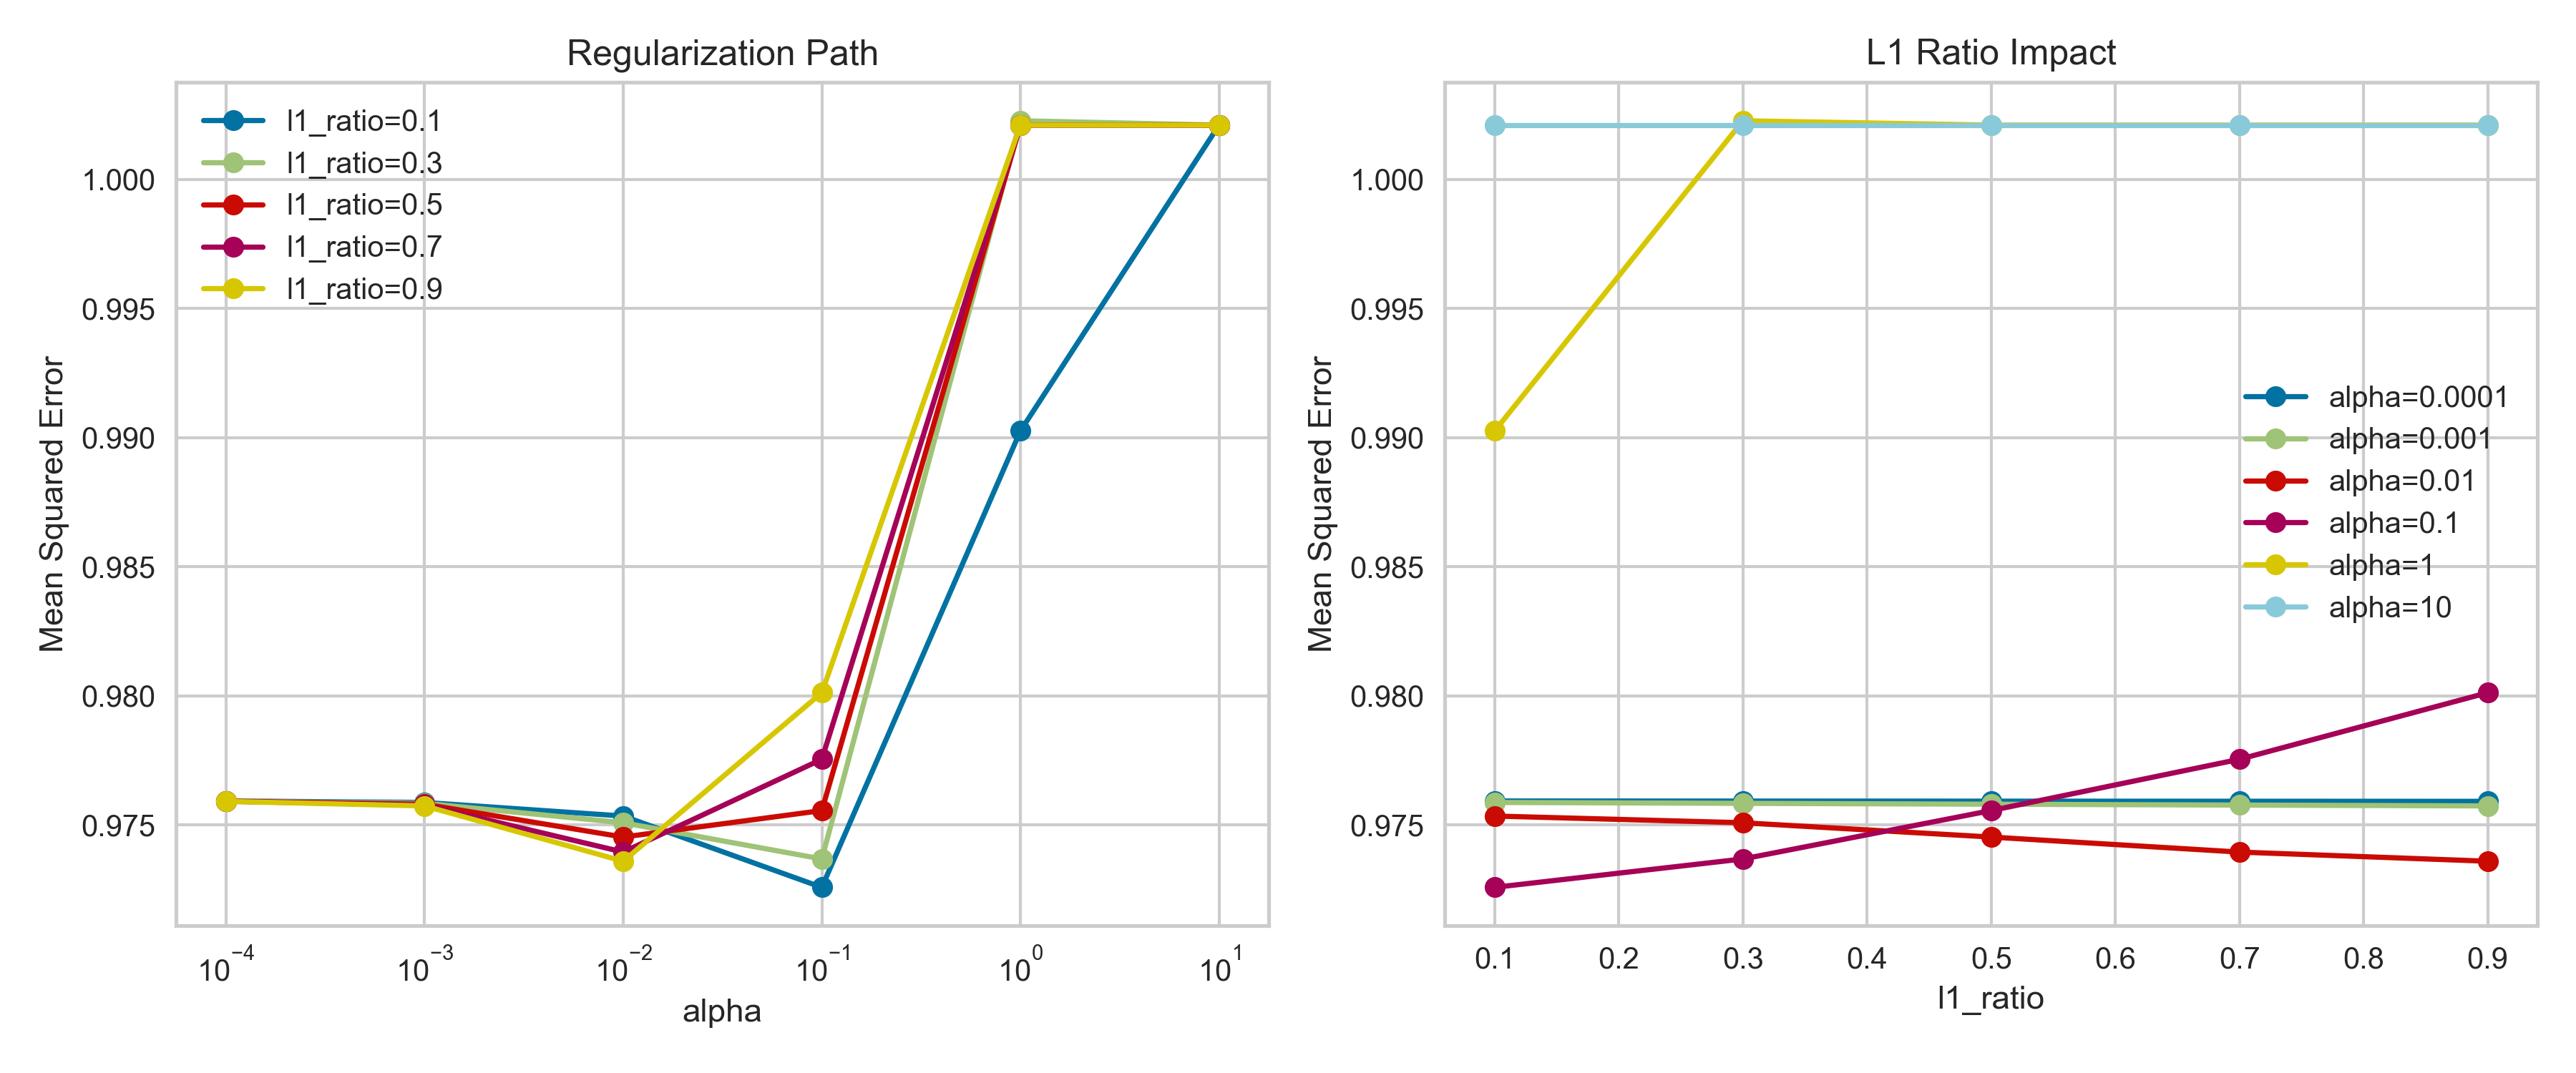 Regularization Path
l1_ratio=0.1
l1_ratio=0.3
l1_ratio=0.5
l1_ratio=0.7
l1_ratio=0.9
1.000
0.995
0.990
0.985
0.980
0.975
Mean Squared Error
10⁻⁴ 10⁻³ 10⁻² 10⁻¹ 10⁰ 10¹
alpha
L1 Ratio Impact
1.000
0.995
0.990
0.985
0.980
0.975
Mean Squared Error
alpha=0.0001
alpha=0.001
alpha=0.01
alpha=0.1
alpha=1
alpha=10
0.1 0.2 0.3 0.4 0.5 0.6 0.7 0.8 0.9
l1_ratio